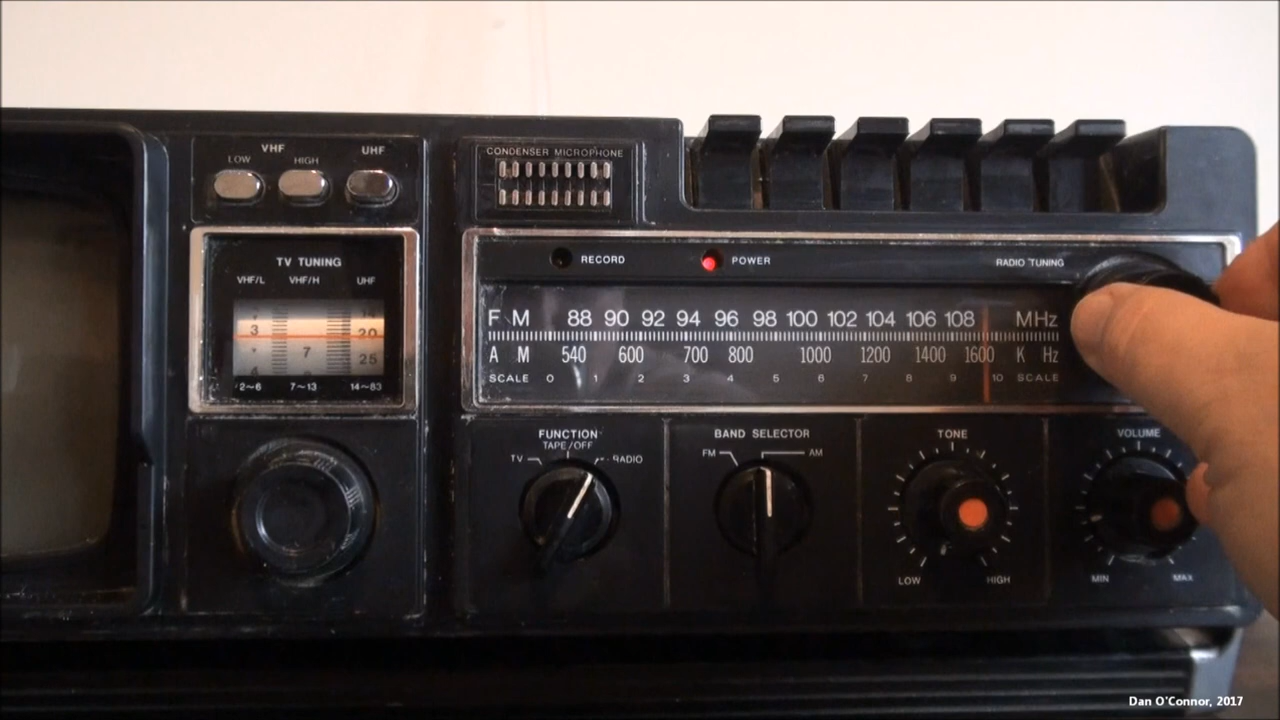 VHF
UHF
LOW
HIGH
CONDENSER MICROPHONE
TV TUNING
VHF/L VHF/H UHF
3 20
7
25
2~6 7~13 14~83
RECORD
POWER
RADIO TUNING
F M 88 90 92 94 96 98 100 102 104 106 108 MHz
A M 540 600 700 800 1000 1200 1400 1600 K Hz
SCALE 0 1 2 3 4 5 6 7 8 9 10 SCALE
FUNCTION
TAPE/OFF
TV
RADIO
BAND SELECTOR
FM
AM
TONE
LOW
HIGH
VOLUME
MIN
MAX
Dan O'Connor, 2017